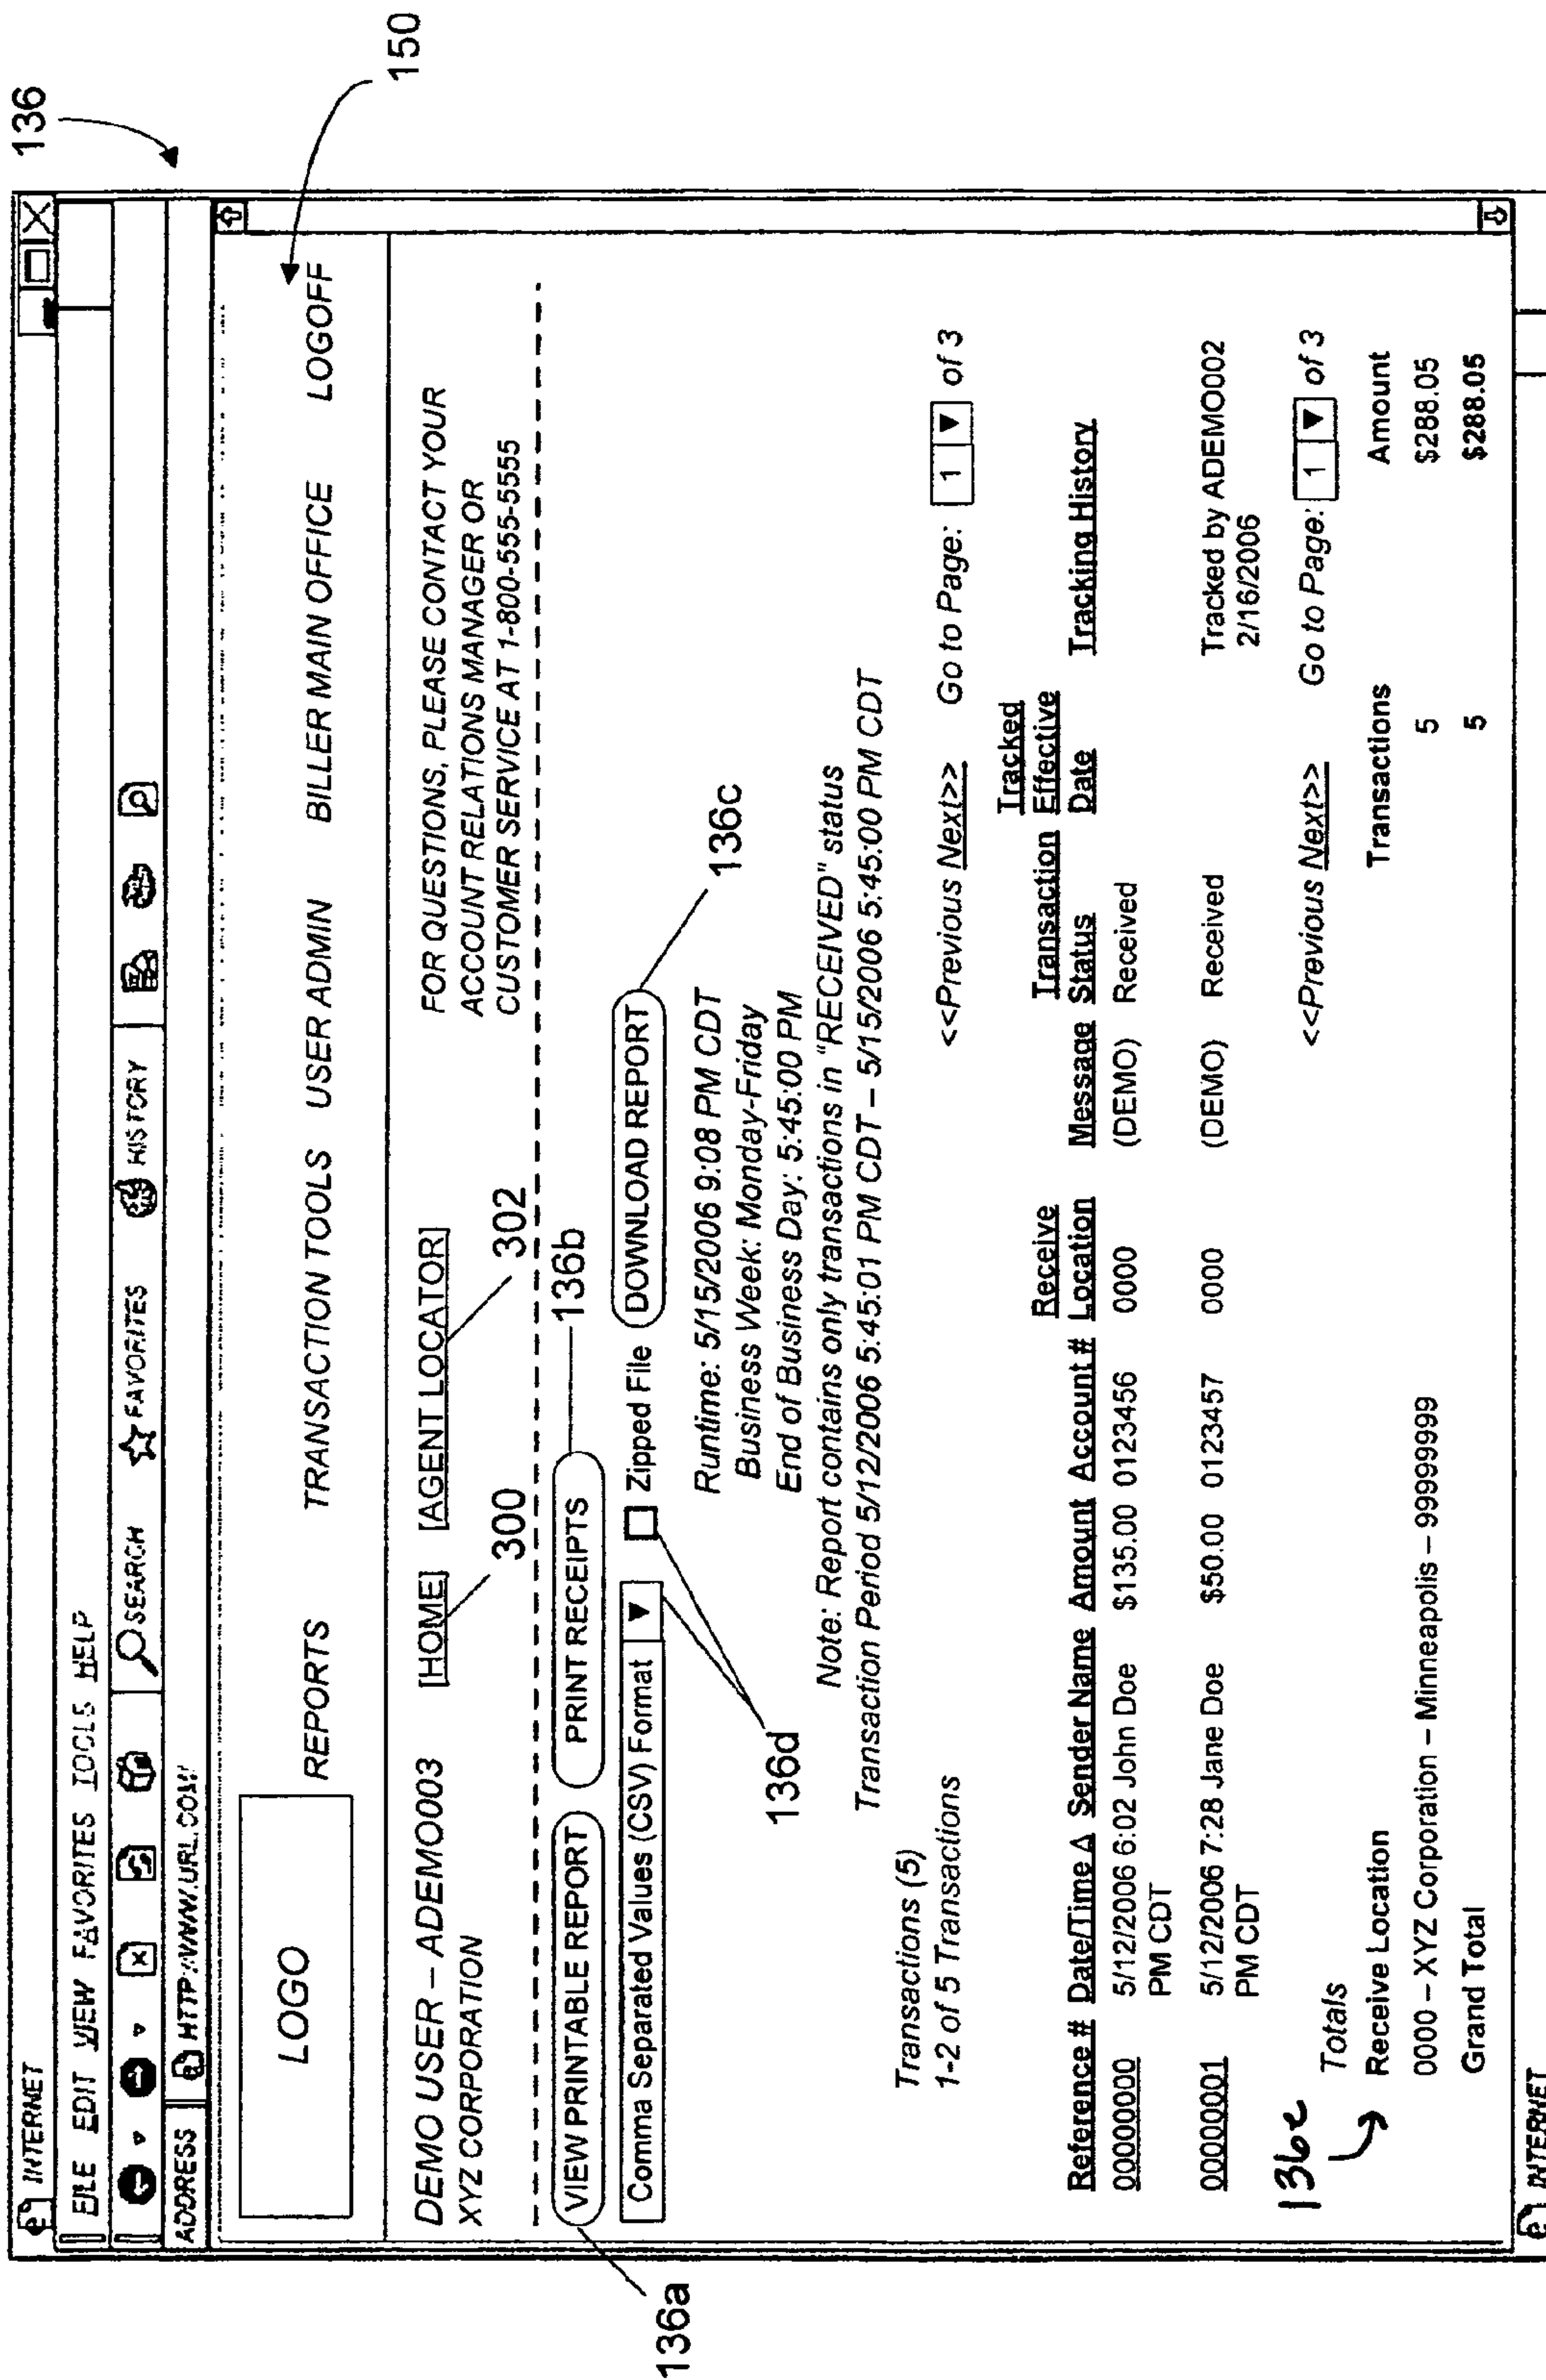 136
INTERNET
FILE EDIT VIEW FAVORITES TOOLS HELP
SEARCH FAVORITES HISTORY
ADDRESS HTTP://WWW.URL.COM/
150
LOGO
REPORTS TRANSACTION TOOLS USER ADMIN BILLER MAIN OFFICE LOGOFF
DEMO USER – ADEMO003 [HOME] [AGENT LOCATOR] FOR QUESTIONS, PLEASE CONTACT YOUR
XYZ CORPORATION ACCOUNT RELATIONS MANAGER OR
300 302 CUSTOMER SERVICE AT 1-800-555-5555
136a VIEW PRINTABLE REPORT PRINT RECEIPTS 136b
Comma Separated Values (CSV) Format ▼ Zipped File DOWNLOAD REPORT 136c
136d
Runtime: 5/15/2006 9:08 PM CDT
Business Week: Monday-Friday
End of Business Day: 5:45:00 PM
Note: Report contains only transactions in "RECEIVED" status
Transaction Period 5/12/2006 5:45:01 PM CDT – 5/15/2006 5:45:00 PM CDT
Transactions (5)
1-2 of 5 Transactions <<Previous Next>> Go to Page: 1 ▼ of 3
Reference # Date/Time Δ Sender Name Amount Account # Receive Location Message Transaction Status Tracked Transaction Effective Date Tracking History
00000000 5/12/2006 6:02 PM CDT John Doe $135.00 0123456 0000 (DEMO) Received
00000001 5/12/2006 7:28 PM CDT Jane Doe $50.00 0123457 0000 (DEMO) Received Tracked by ADEMO002 2/16/2006
136e
Totals <<Previous Next>> Go to Page: 1 ▼ of 3
Receive Location Transactions Amount
0000 – XYZ Corporation – Minneapolis – 99999999 5 $288.05
Grand Total 5 $288.05
INTERNET